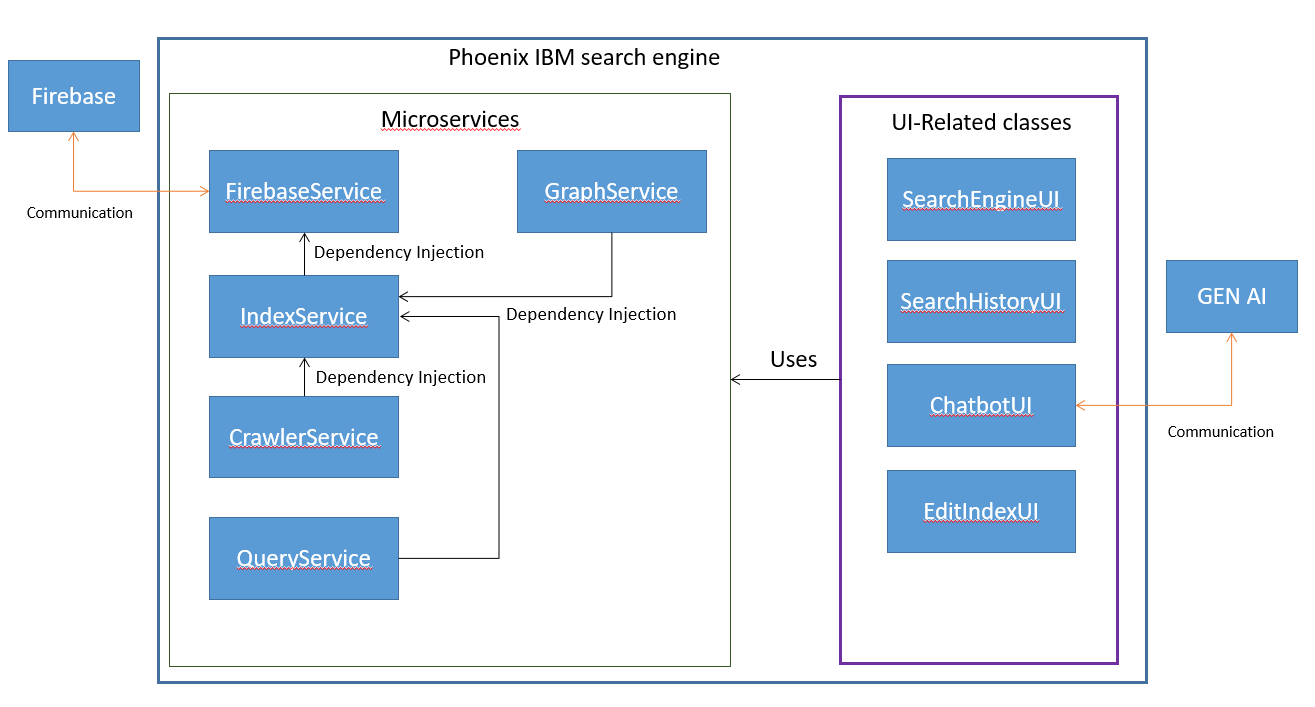 Phoenix IBM search engine
Firebase
Communication
Microservices
FirebaseService
GraphService
Dependency Injection
IndexService
Dependency Injection
Dependency Injection
CrawlerService
QueryService
Uses
UI-Related classes
SearchEngineUI
SearchHistoryUI
ChatbotUI
EditIndexUI
GEN AI
Communication